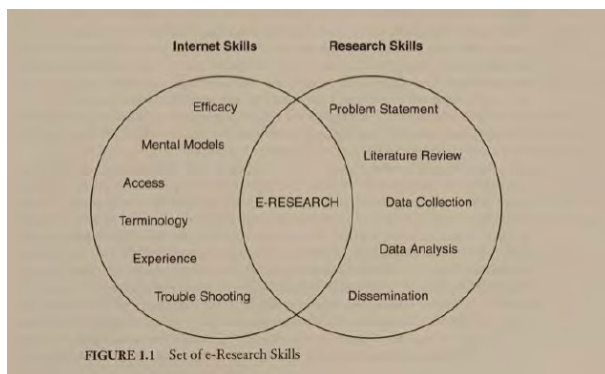 Internet Skills
Research Skills
Efficacy
Mental Models
Access
Terminology
Experience
Trouble Shooting
E-RESEARCH
Problem Statement
Literature Review
Data Collection
Data Analysis
Dissemination
FIGURE 1.1 Set of e-Research Skills